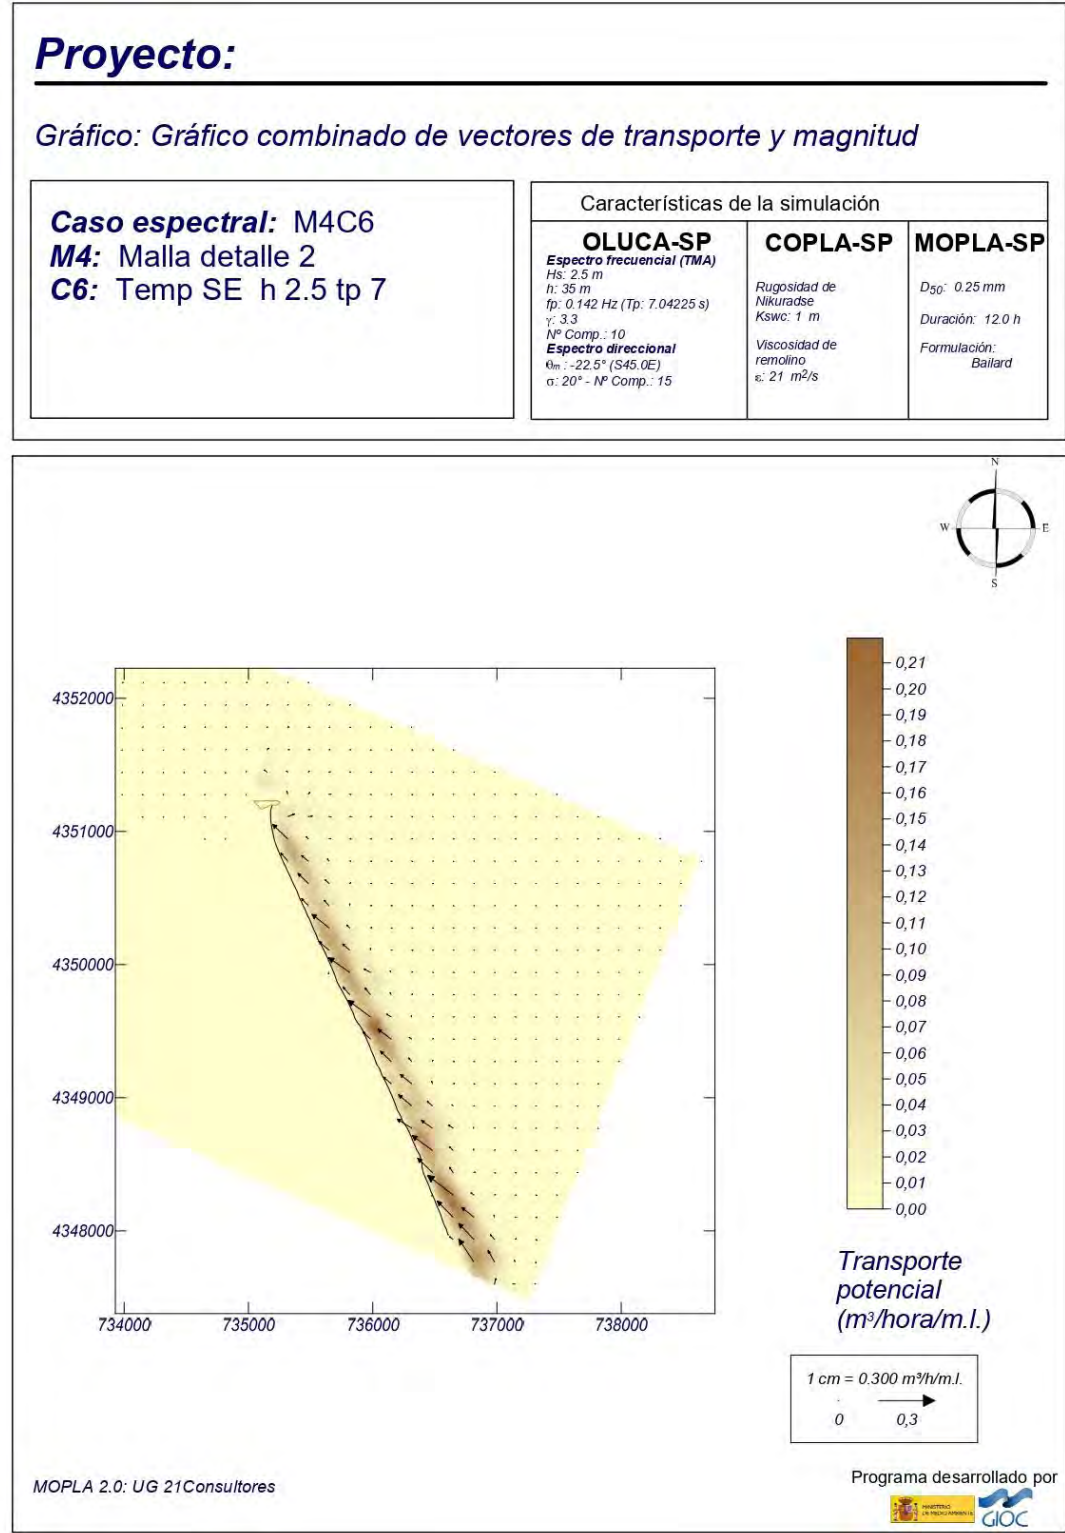 Proyecto:
Gráfico: Gráfico combinado de vectores de transporte y magnitud
Caso espectral: M4C6
M4: Malla detalle 2
C6: Temp SE h 2.5 tp 7
Características de la simulación
OLUCA-SP
Espectro frecuencial (TMA)
Hs: 2.5 m
h: 35 m
fp: 0.142 Hz (Tp: 7.04225 s)
γ: 3.3
Nº Comp.: 10
Espectro direccional
θm : -22.5° (S45.0E)
σ: 20° - Nº Comp.: 15
COPLA-SP
Rugosidad de
Nikuradse
Kswc: 1 m
Viscosidad de
remolino
ε: 21 m²/s
MOPLA-SP
D50: 0.25 mm
Duración: 12.0 h
Formulación:
Bailard
N
W
E
S
4352000
4351000
4350000
4349000
4348000
734000
735000
736000
737000
738000
0,21
0,20
0,19
0,18
0,17
0,16
0,15
0,14
0,13
0,12
0,11
0,10
0,09
0,08
0,07
0,06
0,05
0,04
0,03
0,02
0,01
0,00
Transporte
potencial
(m³/hora/m.l.)
1 cm = 0.300 m³/h/m.l.
0
0,3
MOPLA 2.0: UG 21Consultores
Programa desarrollado por
MINISTERIO
DE MEDIO AMBIENTE
GIOC